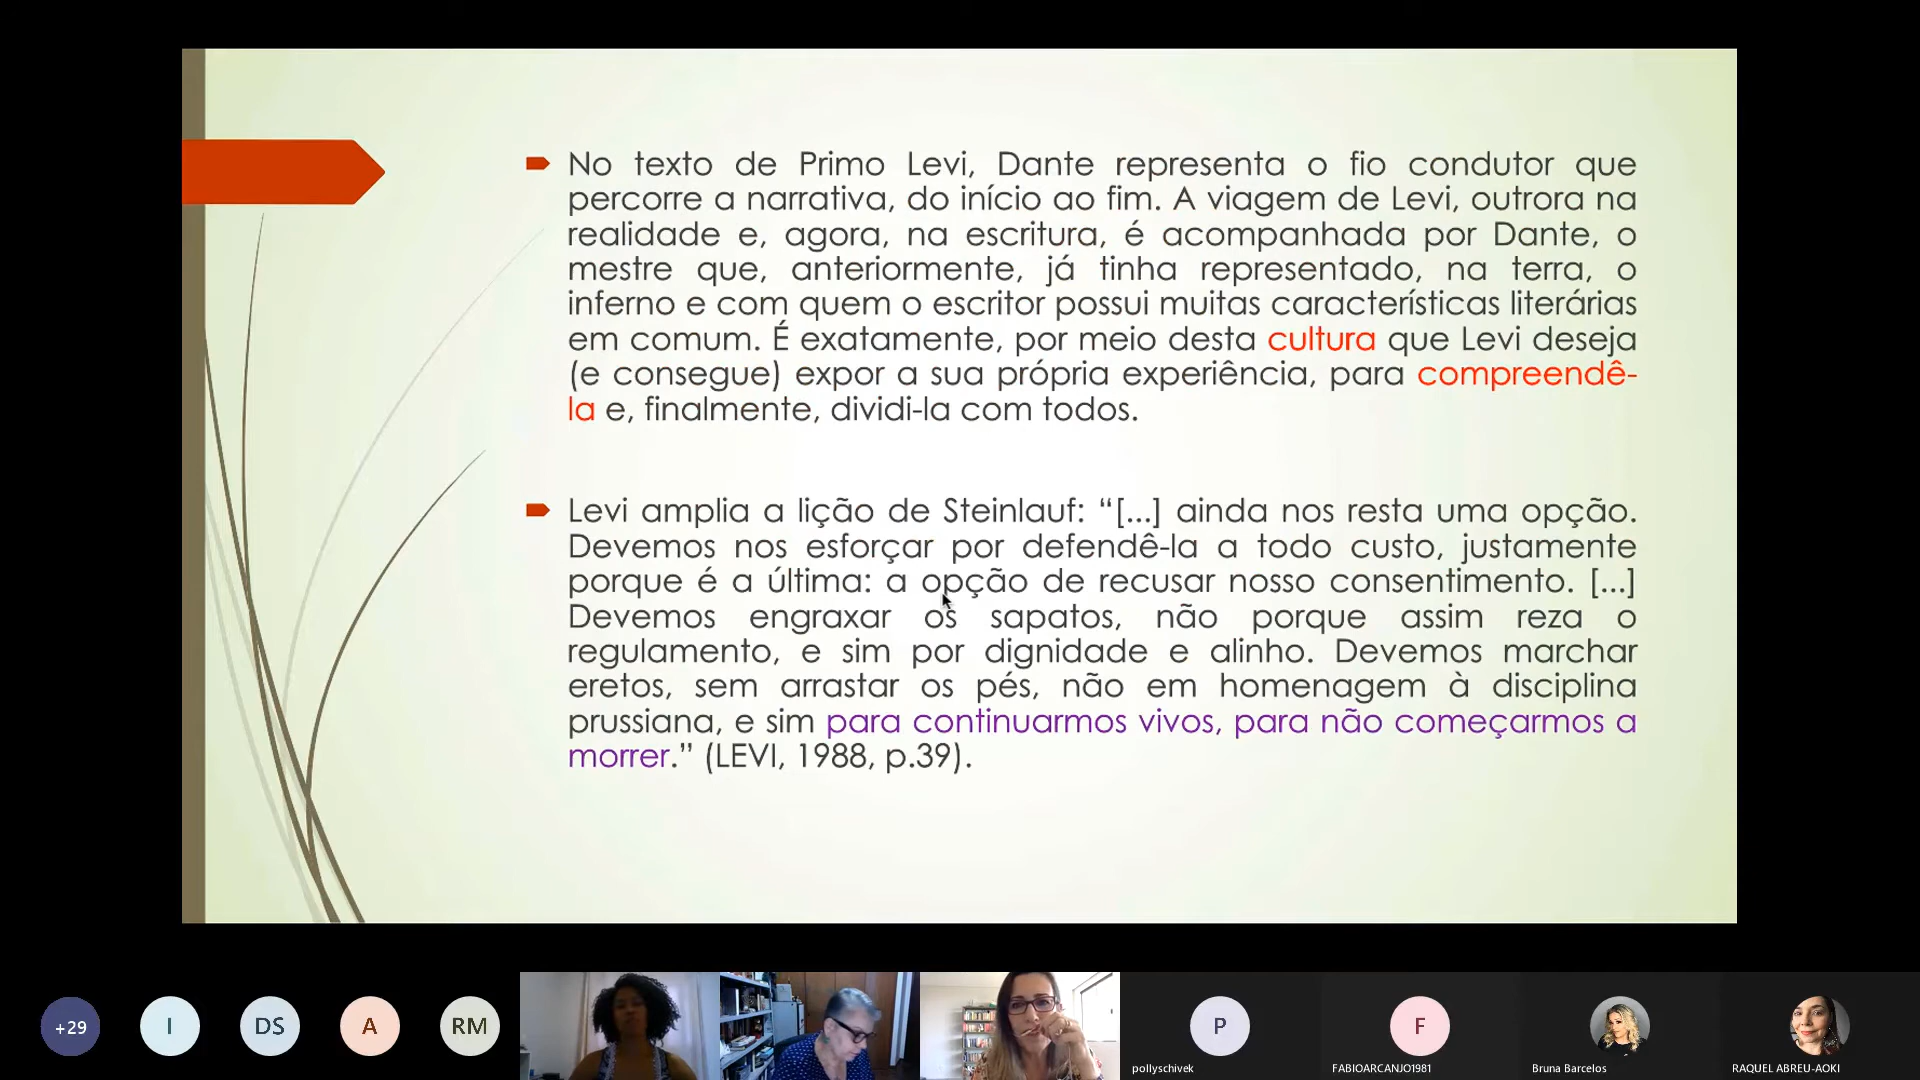 No texto de Primo Levi, Dante representa o fio condutor que
percorre a narrativa, do início ao fim. A viagem de Levi, outrora na
realidade e, agora, na escritura, é acompanhada por Dante, o
mestre que, anteriormente, já tinha representado, na terra, o
inferno e com quem o escritor possui muitas características literárias
em comum. É exatamente, por meio desta cultura que Levi deseja
(e consegue) expor a sua própria experiência, para compreendê-
la e, finalmente, dividi-la com todos.
Levi amplia a lição de Steinlauf: “[...] ainda nos resta uma opção.
Devemos nos esforçar por defendê-la a todo custo, justamente
porque é a última: a opção de recusar nosso consentimento. [...]
Devemos engraxar os sapatos, não porque assim reza o
regulamento, e sim por dignidade e alinho. Devemos marchar
eretos, sem arrastar os pés, não em homenagem à disciplina
prussiana, e sim para continuarmos vivos, para não começarmos a
morrer.” (LEVI, 1988, p.39).
+29
I
DS
A
RM
P
F
pollyschivek
FABIOARCANJO1981
Bruna Barcelos
RAQUEL ABREU-AOKI